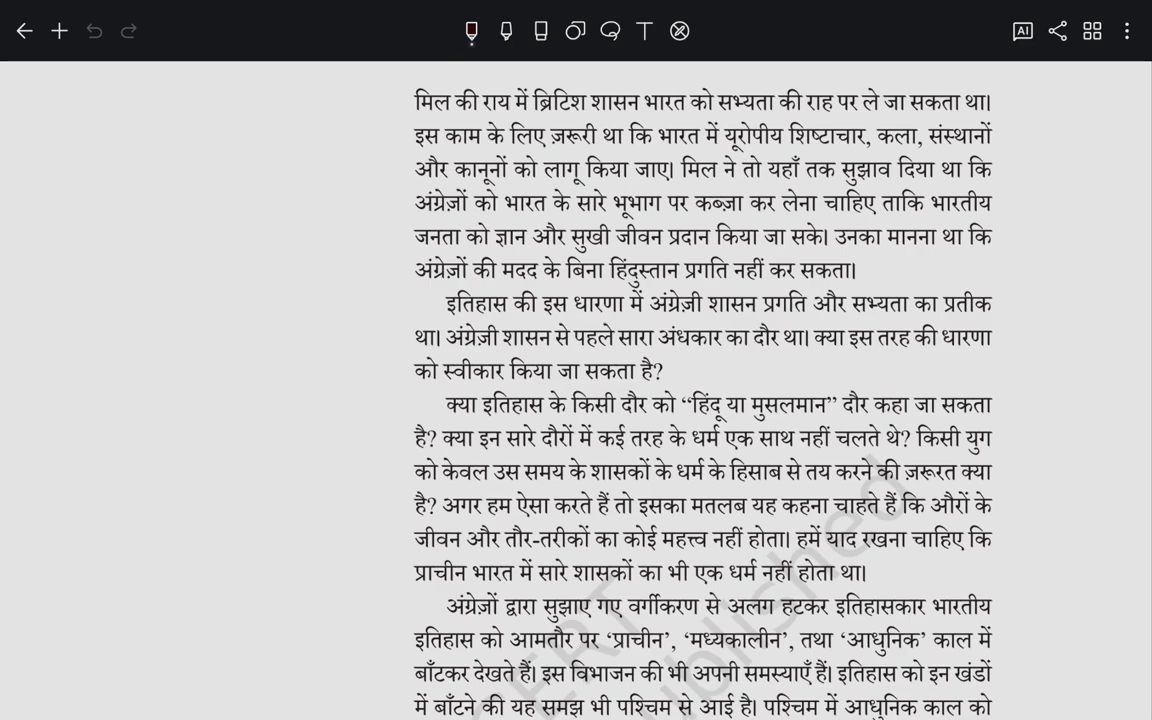 AI
मिल की राय में ब्रिटिश शासन भारत को सभ्यता की राह पर ले जा सकता था।
इस काम के लिए ज़रूरी था कि भारत में यूरोपीय शिष्टाचार, कला, संस्थानों
और कानूनों को लागू किया जाए। मिल ने तो यहाँ तक सुझाव दिया था कि
अंग्रेज़ों को भारत के सारे भूभाग पर कब्ज़ा कर लेना चाहिए ताकि भारतीय
जनता को ज्ञान और सुखी जीवन प्रदान किया जा सके। उनका मानना था कि
अंग्रेज़ों की मदद के बिना हिंदुस्तान प्रगति नहीं कर सकता।
इतिहास की इस धारणा में अंग्रेज़ी शासन प्रगति और सभ्यता का प्रतीक
था। अंग्रेज़ी शासन से पहले सारा अंधकार का दौर था। क्या इस तरह की धारणा
को स्वीकार किया जा सकता है?
क्या इतिहास के किसी दौर को “हिंदू या मुसलमान” दौर कहा जा सकता
है? क्या इन सारे दौरों में कई तरह के धर्म एक साथ नहीं चलते थे? किसी युग
को केवल उस समय के शासकों के धर्म के हिसाब से तय करने की ज़रूरत क्या
है? अगर हम ऐसा करते हैं तो इसका मतलब यह कहना चाहते हैं कि औरों के
जीवन और तौर-तरीकों का कोई महत्त्व नहीं होता। हमें याद रखना चाहिए कि
प्राचीन भारत में सारे शासकों का भी एक धर्म नहीं होता था।
अंग्रेज़ों द्वारा सुझाए गए वर्गीकरण से अलग हटकर इतिहासकार भारतीय
इतिहास को आमतौर पर ‘प्राचीन’, ‘मध्यकालीन’, तथा ‘आधुनिक’ काल में
बाँटकर देखते हैं। इस विभाजन की भी अपनी समस्याएँ हैं। इतिहास को इन खंडों
में बाँटने की यह समझ भी पश्चिम से आई है। पश्चिम में आधुनिक काल को